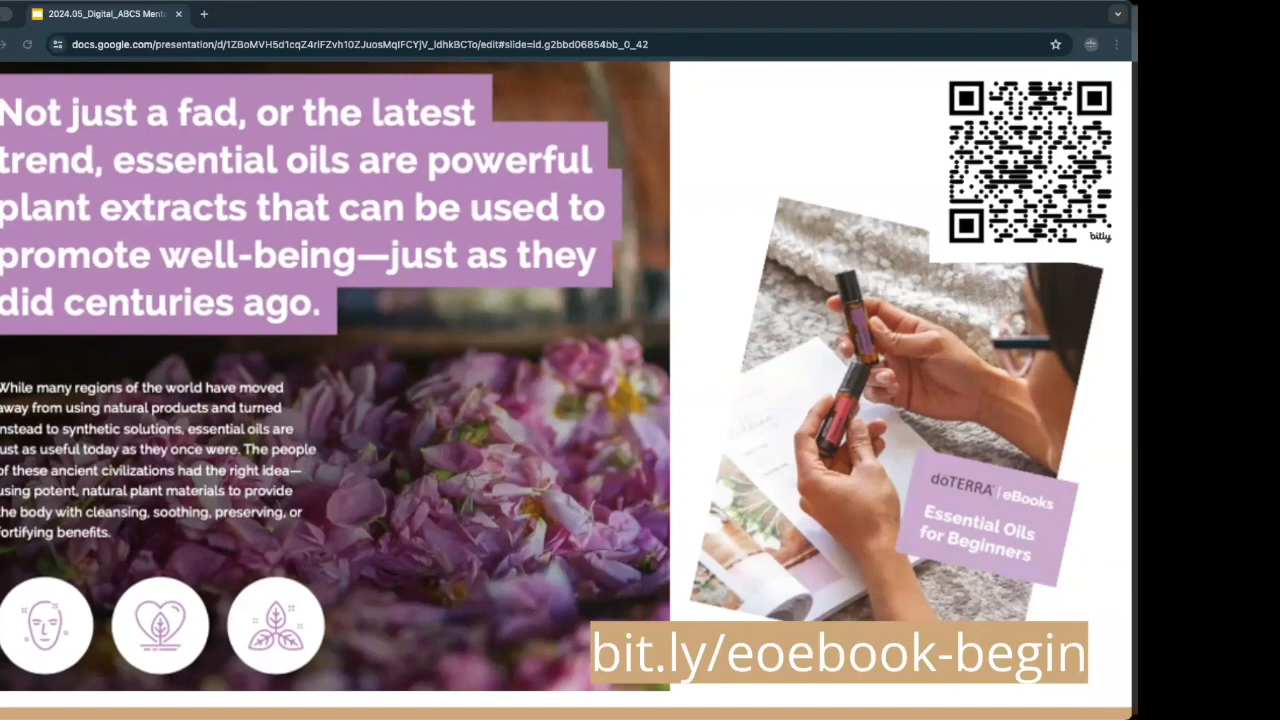 2024.05_Digital_ABCS Menta
docs.google.com/presentation/d/1ZBoMVH5d1cqZ4rlFZvh10ZJuosMqIFCYjV_ldhkBCTo/edit#slide=id.g2bbd06854bb_0_42
Not just a fad, or the latest
trend, essential oils are powerful
plant extracts that can be used to
promote well-being—just as they
did centuries ago.
While many regions of the world have moved
away from using natural products and turned
instead to synthetic solutions, essential oils are
just as useful today as they once were. The people
of these ancient civilizations had the right idea—
using potent, natural plant materials to provide
the body with cleansing, soothing, preserving, or
fortifying benefits.
bitly
doTERRA | eBooks
Essential Oils
for Beginners
bit.ly/eoebook-begin